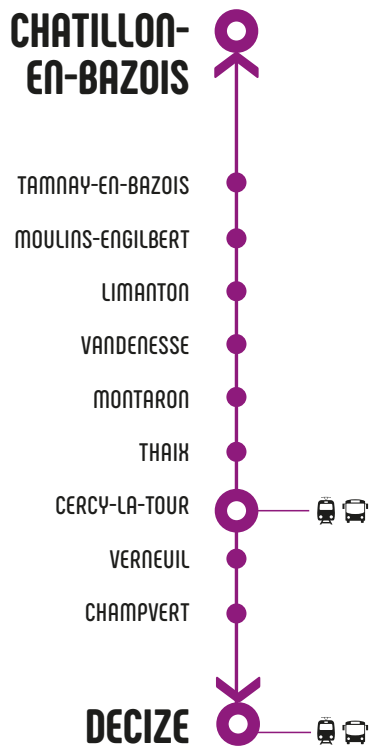 CHATILLON-
EN-BAZOIS
TAMNAY-EN-BAZOIS
MOULINS-ENGILBERT
LIMANTON
VANDENESSE
MONTARON
THAIX
CERCY-LA-TOUR
VERNEUIL
CHAMPVERT
DECIZE